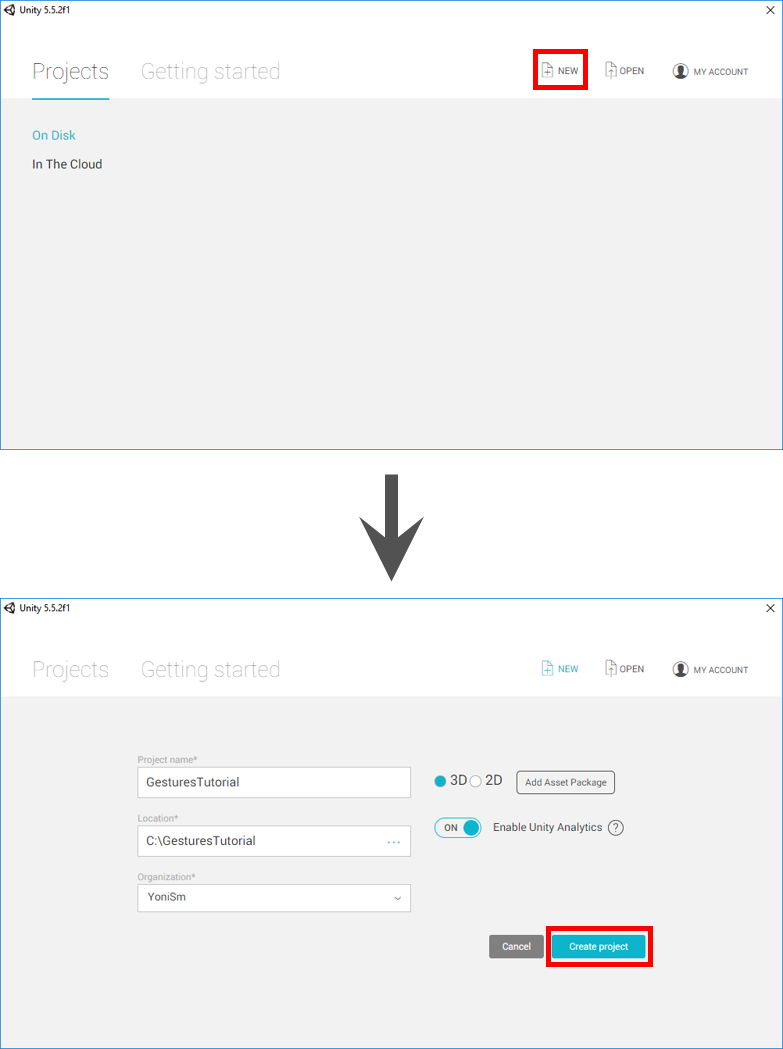 Unity 5.5.2f1
Projects Getting started NEW OPEN MY ACCOUNT
On Disk
In The Cloud
Unity 5.5.2f1
Projects Getting started NEW OPEN MY ACCOUNT
Project name*
GesturesTutorial 3D 2D Add Asset Package
Location*
C:\GesturesTutorial ... ON Enable Unity Analytics ?
Organization*
YoniSm
Cancel Create project